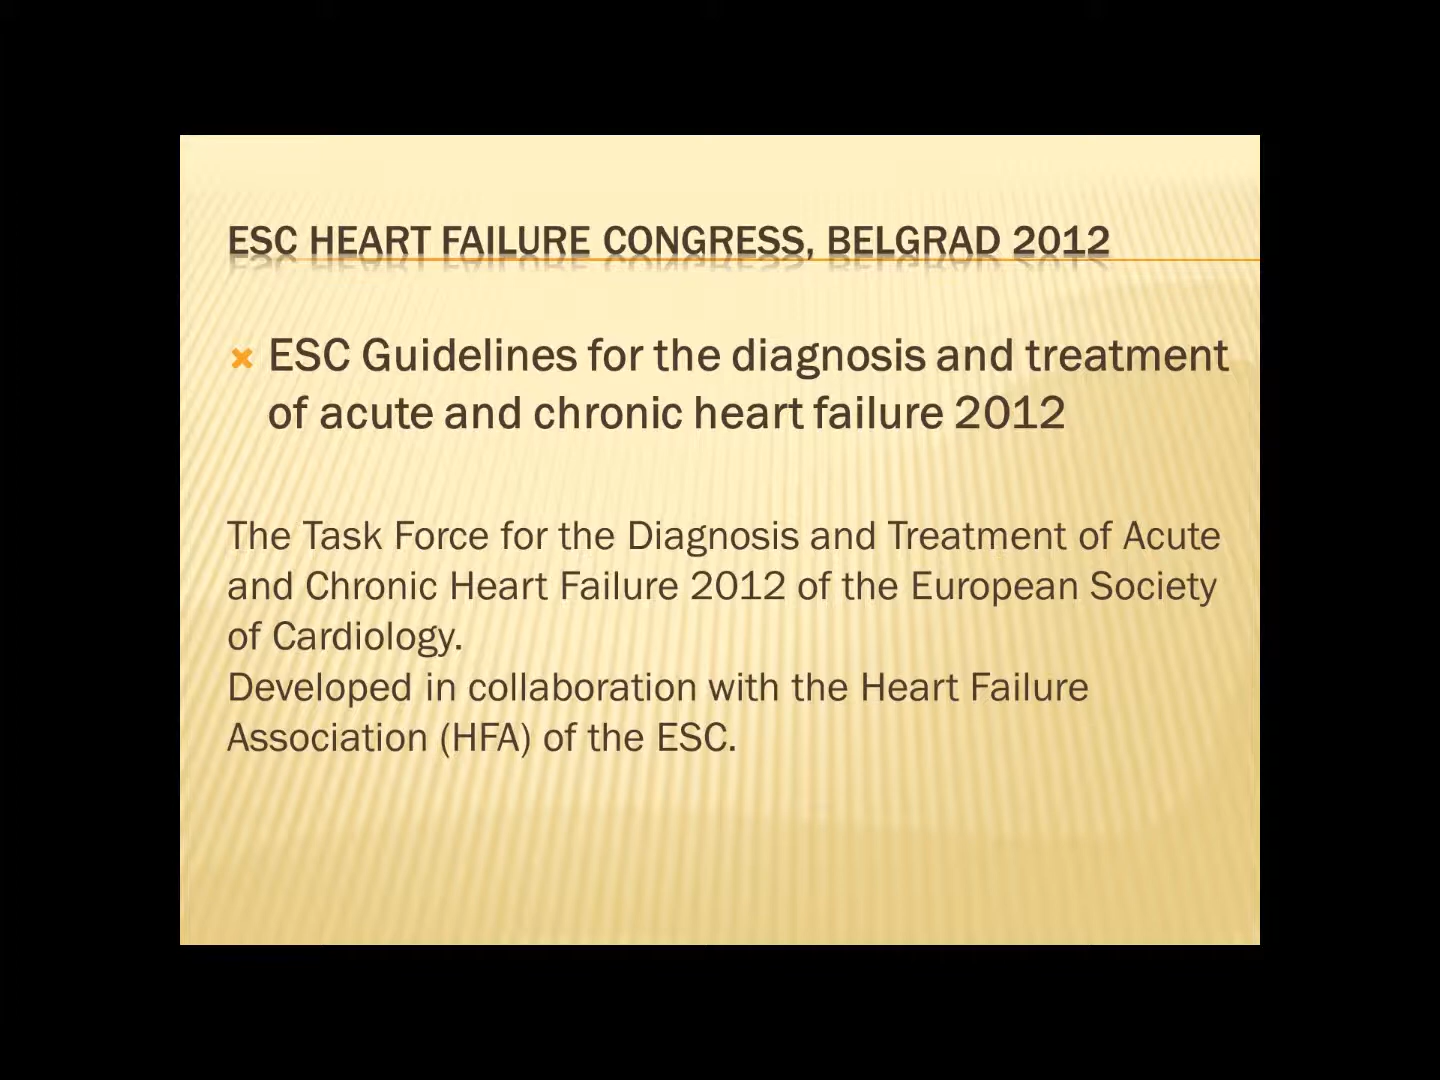 ESC HEART FAILURE CONGRESS, BELGRAD 2012
ESC Guidelines for the diagnosis and treatment
of acute and chronic heart failure 2012
The Task Force for the Diagnosis and Treatment of Acute
and Chronic Heart Failure 2012 of the European Society
of Cardiology.
Developed in collaboration with the Heart Failure
Association (HFA) of the ESC.